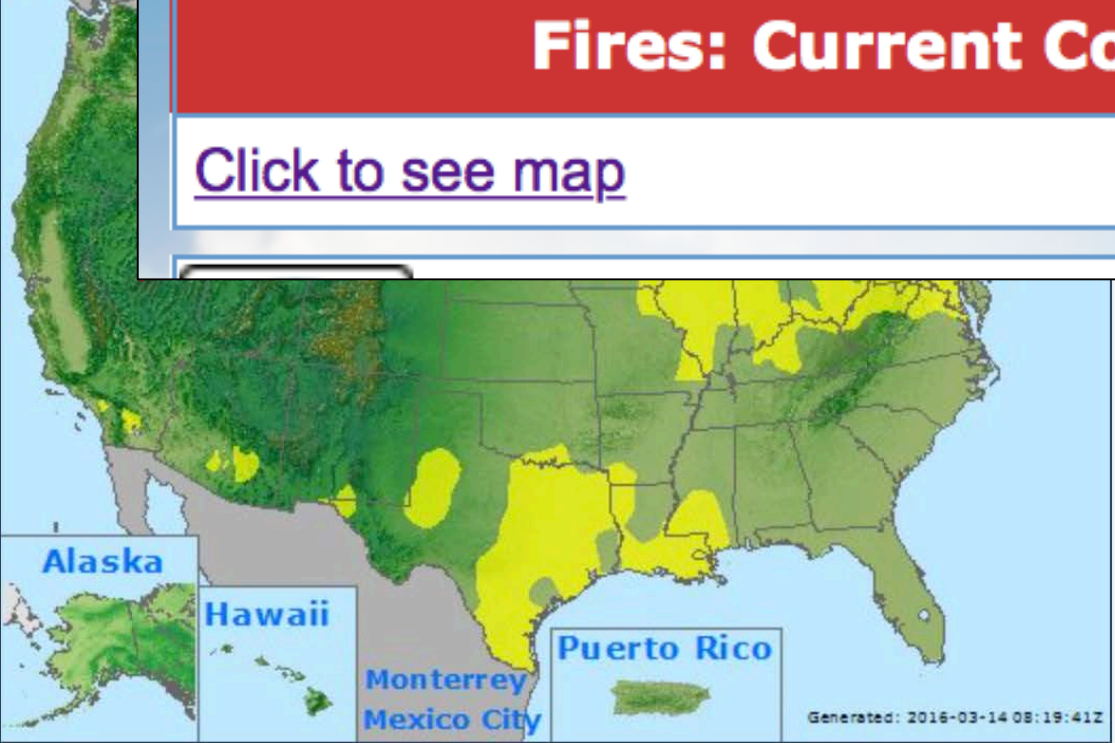 Fires: Current Co
Click to see map
Alaska
Hawaii
Monterrey
Mexico City
Puerto Rico
Generated: 2016-03-14 08:19:41Z